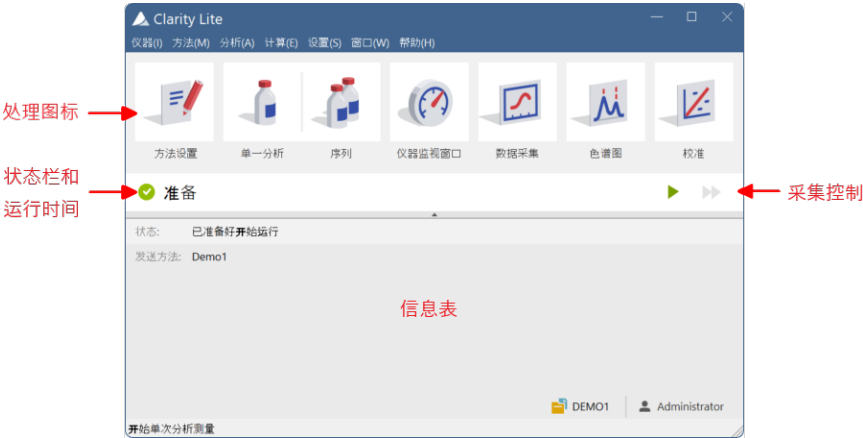 Clarity Lite
仪器(I) 方法(M) 分析(A) 计算(E) 设置(S) 窗口(W) 帮助(H)
处理图标
方法设置 单一分析 序列 仪器监视窗口 数据采集 色谱图 校准
状态栏和
运行时间
准备
采集控制
状态: 已准备好开始运行
发送方法: Demo1
信息表
DEMO1 Administrator
开始单次分析测量